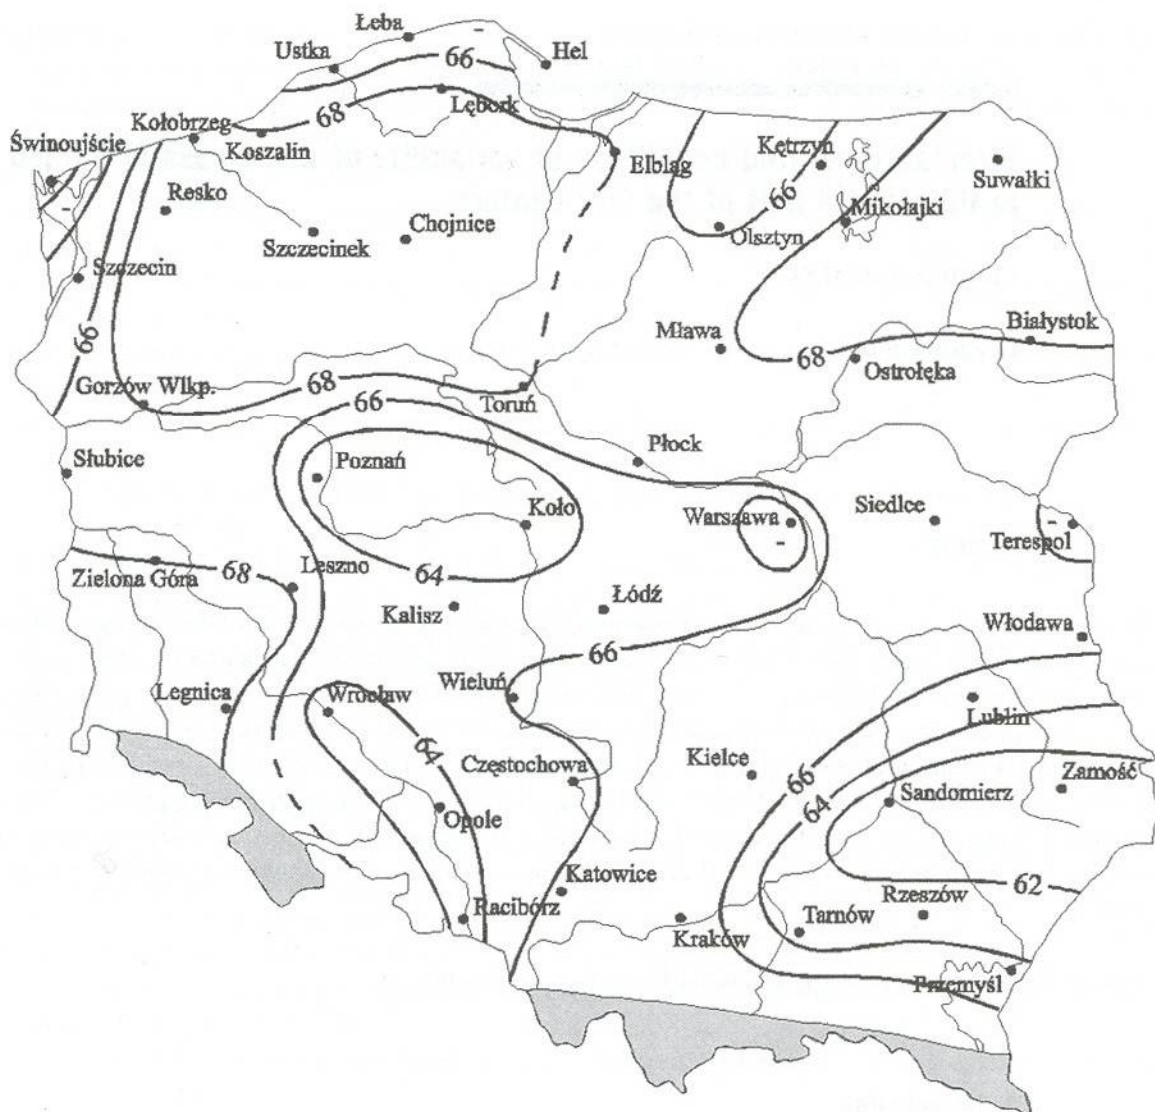 Łeba
-
Ustka
66
Hel
68
Lębork
Kołobrzeg
Koszalin
Świnoujście
Elbląg
Kętrzyn
Suwałki
Resko
-
66
Mikołajki
Szczecinek
Chojnice
Olsztyn
Szczecin
66
Mława
68
Białystok
Ostrołęka
Gorzów Wlkp.
68
Toruń
66
Słubice
Poznań
Płock
Koło
Warszawa
-
Siedlce
-
Terespol
Zielona Góra
68
Leszno
64
Kalisz
Łódź
Włodawa
66
Legnica
Wrocław
Wieluń
Lublin
64
Częstochowa
Kielce
66
Zamość
64
Sandomierz
Opole
Katowice
62
Racibórz
Kraków
Tarnów
Rzeszów
Przemyśl